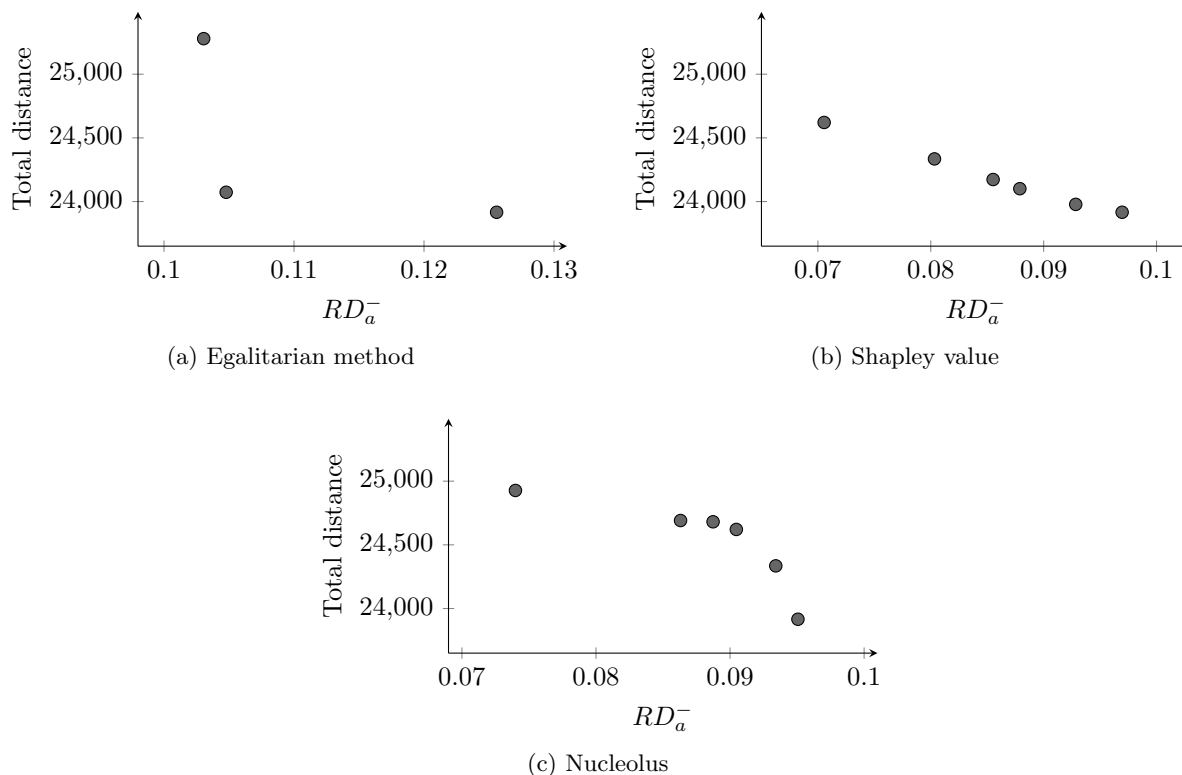 Total distance
25,000
24,500
24,000
0.1 0.11 0.12 0.13
RD_a^-
(a) Egalitarian method
Total distance
25,000
24,500
24,000
0.07 0.08 0.09 0.1
RD_a^-
(b) Shapley value
Total distance
25,000
24,500
24,000
0.07 0.08 0.09 0.1
RD_a^-
(c) Nucleolus